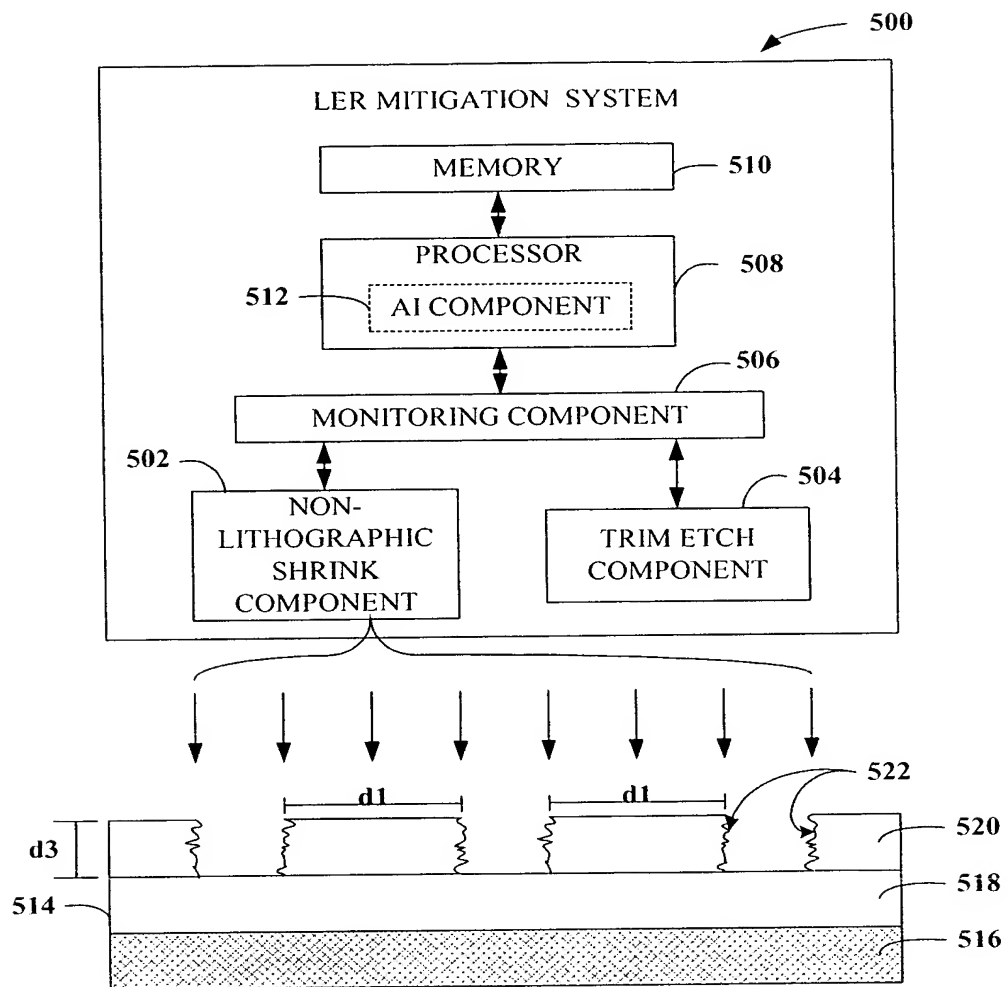 500
LER MITIGATION SYSTEM
MEMORY
510
PROCESSOR
508
512
AI COMPONENT
506
MONITORING COMPONENT
502
504
NON-
LITHOGRAPHIC
SHRINK
COMPONENT
TRIM ETCH
COMPONENT
522
d1
d1
d3
520
518
514
516